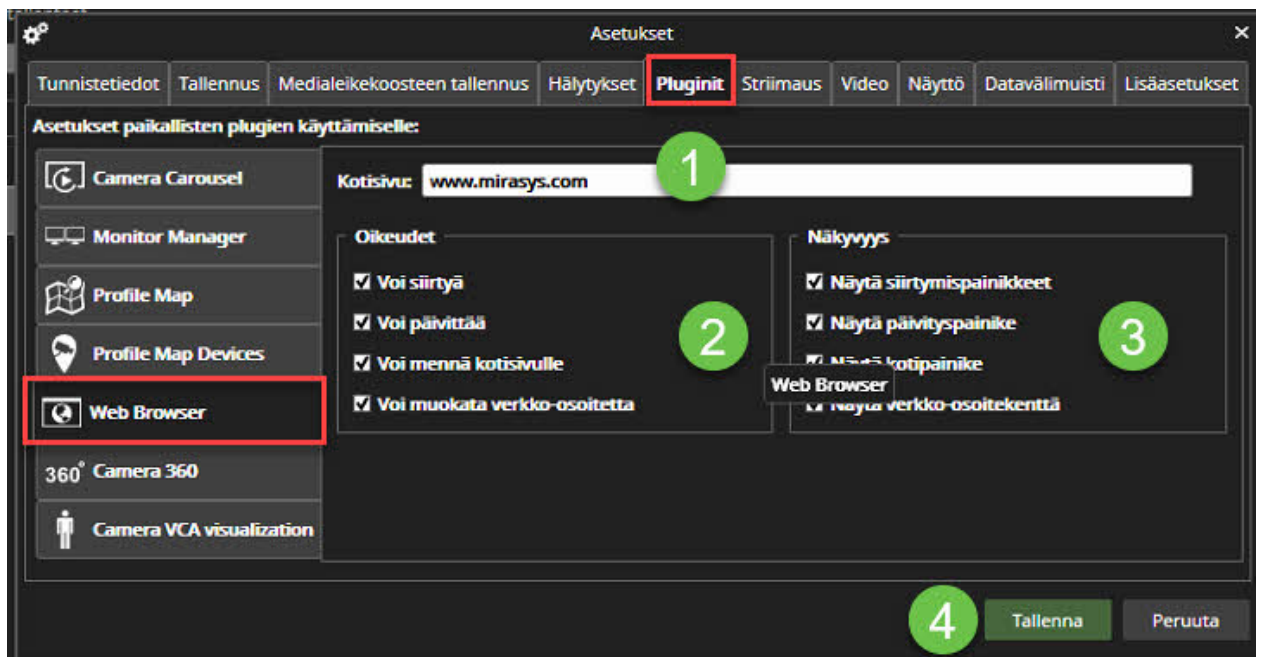 Asetukset
Tunnistetiedot Tallennus Medialeikekoosteen tallennus Hälytykset Pluginit Striimaus Video Näyttö Datavälimuisti Lisäasetukset
Asetukset paikallisten plugien käyttämiselle:
Camera Carousel
Monitor Manager
Profile Map
Profile Map Devices
Web Browser
360° Camera 360
Camera VCA visualization
Kotisivu: www.mirasys.com
1
Oikeudet
Voi siirtyä
Voi päivittää
Voi mennä kotisivulle
Voi muokata verkko-osoitetta
2
Näkyvyys
Näytä siirtymispainikkeet
Näytä päivityspainike
Näytä kotipainike
Web Browser
Näytä verkko-osoitekenttä
3
4
Tallenna
Peruuta